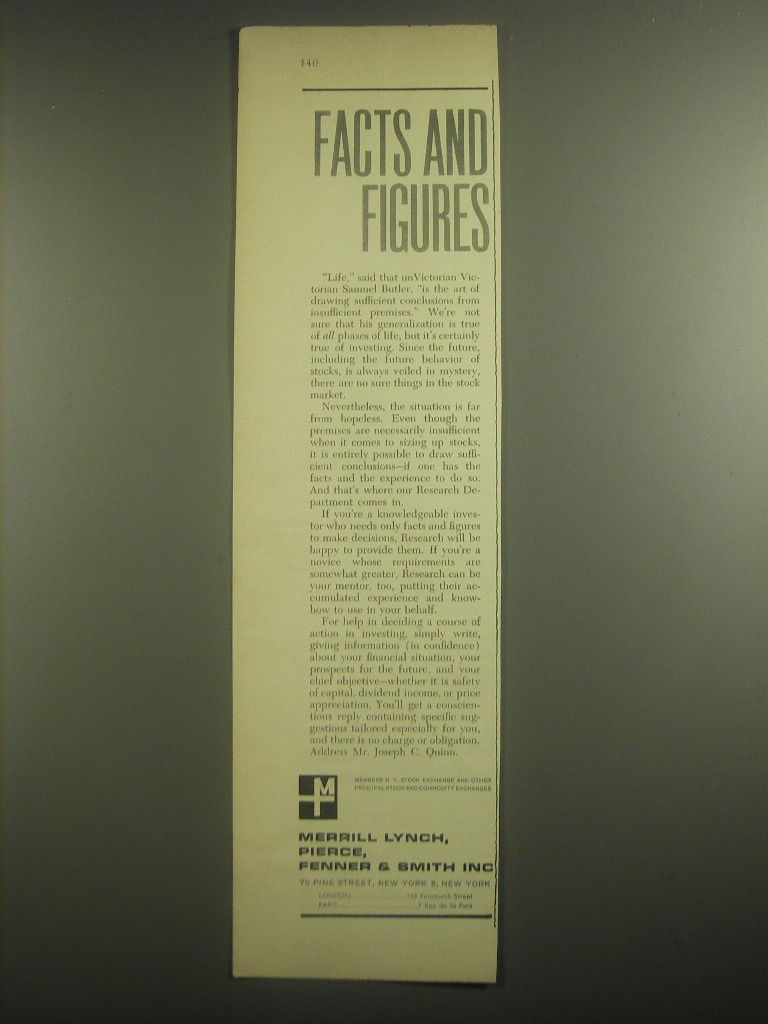 140
FACTS AND
FIGURES
"Life," said that unVictorian Vic-
torian Samuel Butler, "is the art of
drawing sufficient conclusions from
insufficient premises." We're not
sure that his generalization is true
of all phases of life, but it's certainly
true of investing. Since the future,
including the future behavior of
stocks, is always veiled in mystery,
there are no sure things in the stock
market.
Nevertheless, the situation is far
from hopeless. Even though the
premises are necessarily insufficient
when it comes to sizing up stocks,
it is entirely possible to draw suffi-
cient conclusions—if one has the
facts and the experience to do so.
And that's where our Research De-
partment comes in.
If you're a knowledgeable inves-
tor who needs only facts and figures
to make decisions, Research will be
happy to provide them. If you're a
novice whose requirements are
somewhat greater, Research can be
your mentor, too, putting their ac-
cumulated experience and know-
how to use in your behalf.
For help in deciding a course of
action in investing, simply write,
giving information (in confidence)
about your financial situation, your
prospects for the future, and your
chief objective—whether it is safety
of capital, dividend income, or price
appreciation. You'll get a conscien-
tious reply containing specific sug-
gestions tailored especially for you,
and there is no charge or obligation.
Address Mr. Joseph C. Quinn.
M
MEMBERS N. Y. STOCK EXCHANGE AND OTHER
PRINCIPAL STOCK AND COMMODITY EXCHANGES
MERRILL LYNCH,
PIERCE,
FENNER & SMITH INC
70 PINE STREET, NEW YORK 5, NEW YORK
LONDON 110 Fenchurch Street
PARIS 7 Rue de la Paix